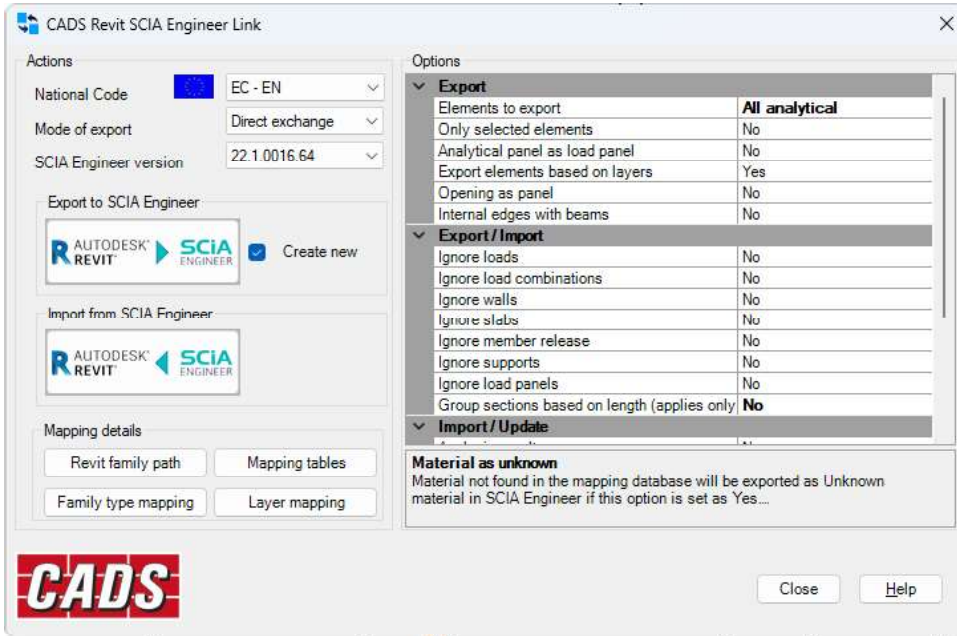 CADS Revit SCIA Engineer Link
Actions
National Code
EC - EN
Mode of export
Direct exchange
SCIA Engineer version
22.1.0016.64
Export to SCIA Engineer
R AUTODESK REVIT SCIA ENGINEER
Create new
Import from SCIA Engineer
R AUTODESK REVIT SCIA ENGINEER
Mapping details
Revit family path
Mapping tables
Family type mapping
Layer mapping
Options
Export
Elements to export All analytical
Only selected elements No
Analytical panel as load panel No
Export elements based on layers Yes
Opening as panel No
Internal edges with beams No
Export / Import
Ignore loads No
Ignore load combinations No
Ignore walls No
Ignore slabs No
Ignore member release No
Ignore supports No
Ignore load panels No
Group sections based on length (applies only No
Import / Update
Material as unknown
Material not found in the mapping database will be exported as Unknown
material in SCIA Engineer if this option is set as Yes....
CADS
Close
Help